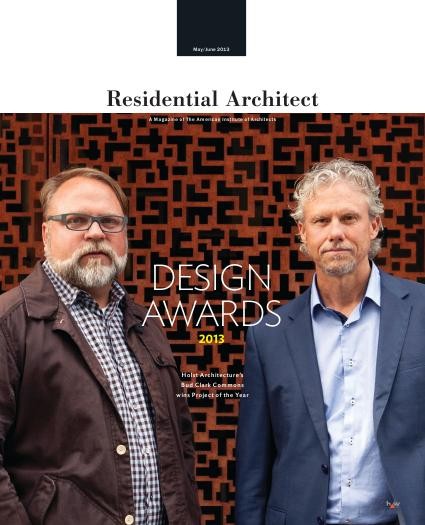 May/June 2013
Residential Architect
A Magazine of The American Institute of Architects
DESIGN
AWARDS
2013
Holst Architecture's
Bud Clark Commons
wins Project of the Year